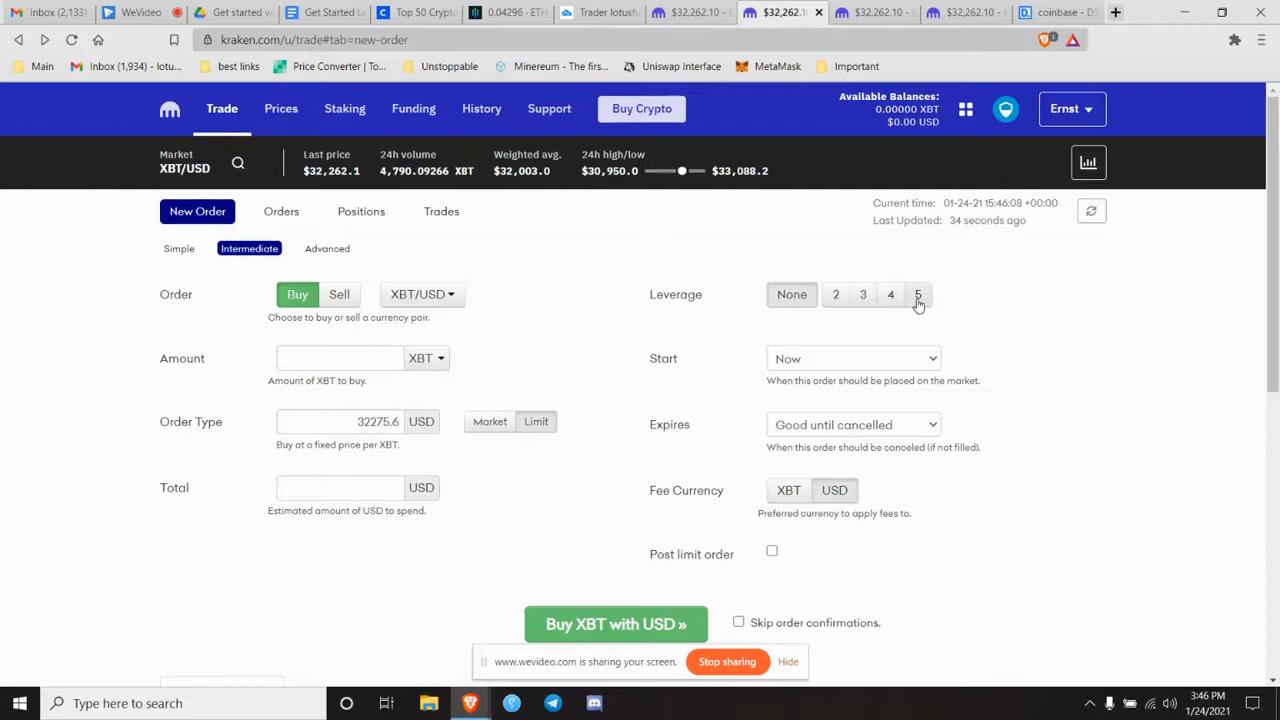 Inbox (2,133)
WeVideo
Get started w
Get Started Le
Top 50 Crypto
0.04296 - ETH
Trader lotusfu
$32,262.10 -
$32,262.10
$32,262.10 -
$32,262.10 -
coinbase - DS
kraken.com/u/trade#tab=new-order
1
Main
Inbox (1,934) - lotu...
best links
Price Converter | To...
Unstoppable
Minereum - The firs...
Uniswap Interface
MetaMask
Important
Trade
Prices
Staking
Funding
History
Support
Buy Crypto
Available Balances:
0.00000 XBT
$0.00 USD
Ernst
Market
XBT/USD
Last price
$32,262.1
24h volume
4,790.09266 XBT
Weighted avg.
$32,003.0
24h high/low
$30,950.0
$33,088.2
New Order
Orders
Positions
Trades
Current time: 01-24-21 15:46:08 +00:00
Last Updated: 34 seconds ago
Simple
Intermediate
Advanced
Order
Buy
Sell
XBT/USD
Choose to buy or sell a currency pair.
Leverage
None
2
3
4
5
Amount
XBT
Amount of XBT to buy.
Start
Now
When this order should be placed on the market.
Order Type
32275.6
USD
Market
Limit
Buy at a fixed price per XBT.
Expires
Good until cancelled
When this order should be canceled (if not filled).
Total
USD
Estimated amount of USD to spend.
Fee Currency
XBT
USD
Preferred currency to apply fees to.
Post limit order
Buy XBT with USD »
Skip order confirmations.
www.wevideo.com is sharing your screen.
Stop sharing
Hide
Type here to search
3:46 PM
1/24/2021